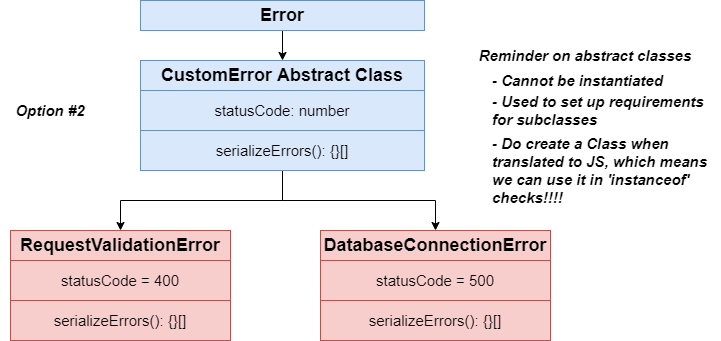 Error
CustomError Abstract Class
statusCode: number
serializeErrors(): {}[]
Option #2
Reminder on abstract classes
- Cannot be instantiated
- Used to set up requirements
for subclasses
- Do create a Class when
translated to JS, which means
we can use it in 'instanceof'
checks!!!!
RequestValidationError
statusCode = 400
serializeErrors(): {}[]
DatabaseConnectionError
statusCode = 500
serializeErrors(): {}[]